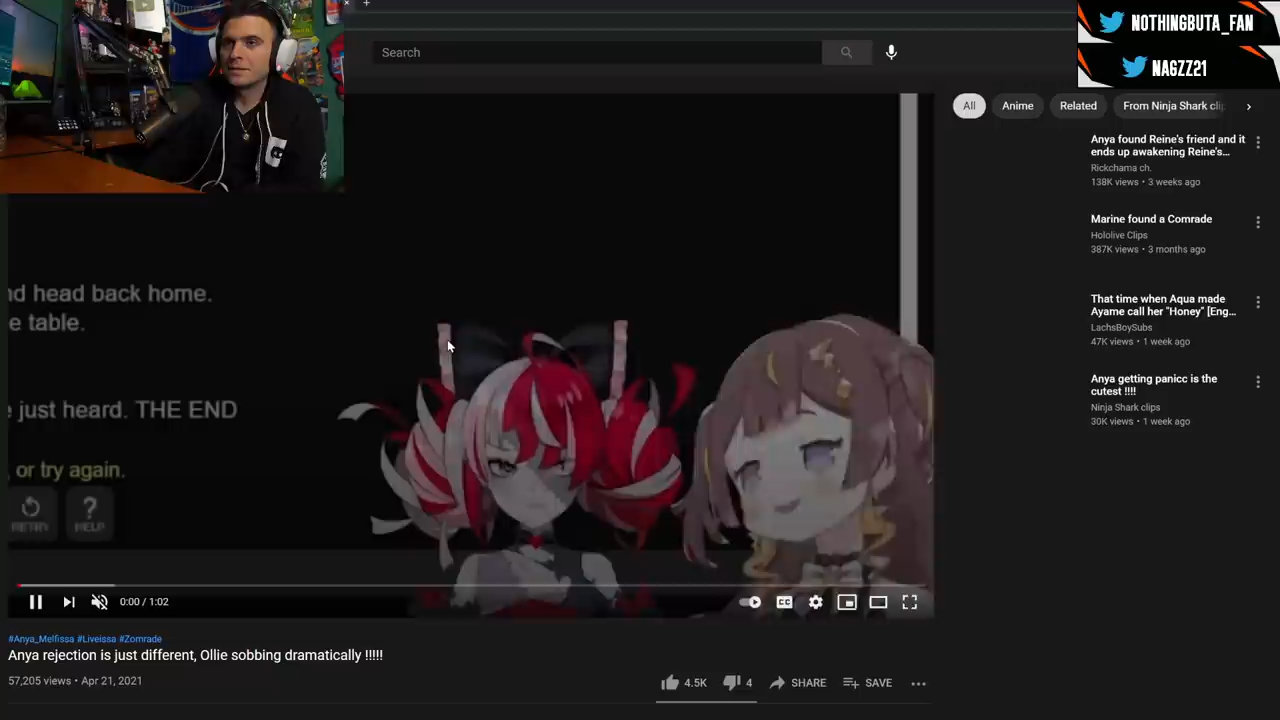 NOTHINGBUTA_FAN
NAGZZ21
Search
All
Anime
Related
From Ninja Shark clip
Anya found Reine's friend and it
ends up awakening Reine's...
Rickchama ch.
138K views • 3 weeks ago
Marine found a Comrade
Hololive Clips
387K views • 3 months ago
That time when Aqua made
Ayame call her "Honey" [Eng...
LachsBoySubs
47K views • 1 week ago
Anya getting panicc is the
cutest !!!!
Ninja Shark clips
30K views • 1 week ago
nd head back home.
e table.
just heard. THE END
, or try again.
RETRY
HELP
0:00 / 1:02
CC
#Anya_Melfissa #Liveissa #Zomrade
Anya rejection is just different, Ollie sobbing dramatically !!!!!
57,205 views • Apr 21, 2021
4.5K
4
SHARE
SAVE